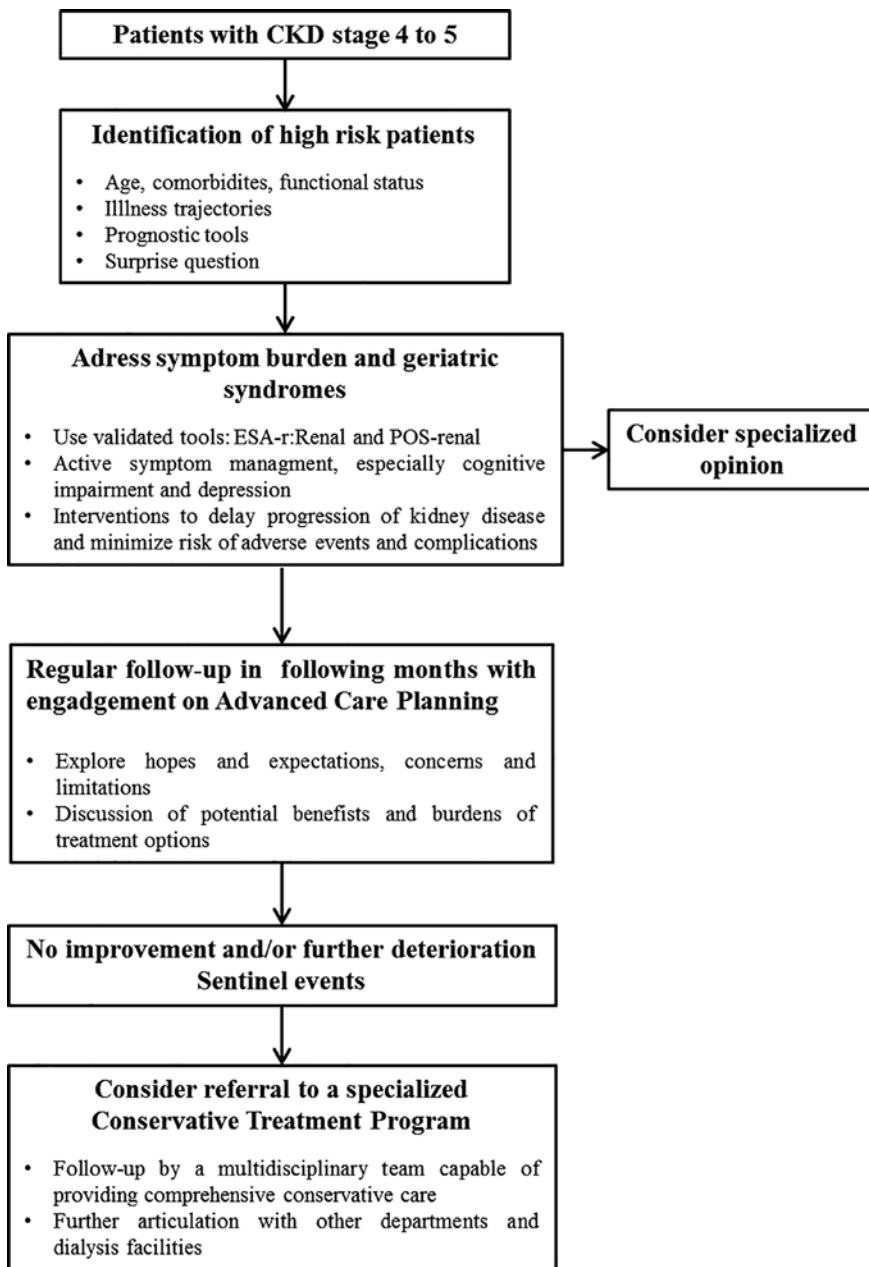 Patients with CKD stage 4 to 5
Identification of high risk patients
• Age, comorbidites, functional status
• Illlness trajectories
• Prognostic tools
• Surprise question
Adress symptom burden and geriatric
syndromes
• Use validated tools: ESA-r:Renal and POS-renal
• Active symptom managment, especially cognitive
impairment and depression
• Interventions to delay progression of kidney disease
and minimize risk of adverse events and complications
Consider specialized
opinion
Regular follow-up in following months with
engadgement on Advanced Care Planning
• Explore hopes and expectations, concerns and
limitations
• Discussion of potential benefists and burdens of
treatment options
No improvement and/or further deterioration
Sentinel events
Consider referral to a specialized
Conservative Treatment Program
• Follow-up by a multidisciplinary team capable of
providing comprehensive conservative care
• Further articulation with other departments and
dialysis facilities